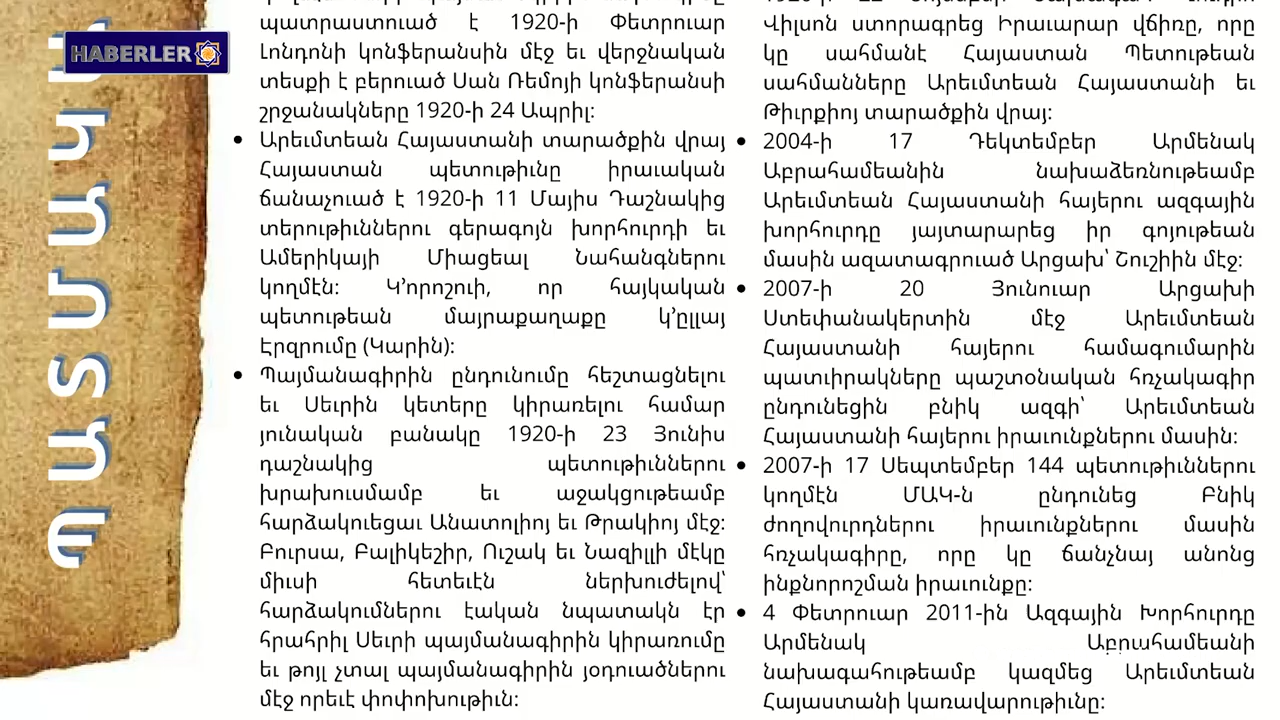 HABERLER
պատրաստուած է 1920-ի Փետրուար
Լոնդոնի կոնֆերանսին մէջ եւ վերջնական
տեսքի է բերուած Սան Ռեմոյի կոնֆերանսի
շրջանակները 1920-ի 24 Ապրիլ:
• Արեւմտեան Հայաստանի տարածքին վրայ
Հայաստան պետութիւնը իրաւական
ճանաչուած է 1920-ի 11 Մայիս Դաշնակից
տերութիւններու գերագոյն խորհուրդի եւ
Ամերիկայի Միացեալ Նահանգներու
կողմէն: Կ’որոշուի, որ հայկական
պետութեան մայրաքաղաքը կ’ըլլայ
Էրզրումը (Կարին):
• Պայմանագիրին ընդունումը հեշտացնելու
եւ Սեւրին կետերը կիրառելու համար
յունական բանակը 1920-ի 23 Յունիս
դաշնակից պետութիւններու
խրախուսմամբ եւ աջակցութեամբ
հարձակուեցաւ Անատոլիոյ եւ Թրակիոյ մէջ:
Բուրսա, Բալիկեշիր, Ուշակ եւ Նազիլլի մէկը
միւսի հետեւէն ներխուժելով՝
հարձակումներու էական նպատակն էր
հրահրիլ Սեւրի պայմանագիրին կիրառումը
եւ թոյլ չտալ պայմանագիրին յօդուածներու
մէջ որեւէ փոփոխութիւն:
Վիլսոն ստորագրեց Իրաւարար վճիռը, որը
կը սահմանէ Հայաստան Պետութեան
սահմանները Արեւմտեան Հայաստանի եւ
Թիւրքիոյ տարածքին վրայ:
• 2004-ի 17 Դեկտեմբեր Արմենակ
Աբրահամեանին նախաձեռնութեամբ
Արեւմտեան Հայաստանի հայերու ազգային
խորհուրդը յայտարարեց իր գոյութեան
մասին ազատագրուած Արցախ՝ Շուշիին մէջ:
• 2007-ի 20 Յունուար Արցախի
Ստեփանակերտին մէջ Արեւմտեան
Հայաստանի հայերու համագումարին
պատւիրակները պաշտօնական հռչակագիր
ընդունեցին բնիկ ազգի՝ Արեւմտեան
Հայաստանի հայերու իրաւունքներու մասին:
• 2007-ի 17 Սեպտեմբեր 144 պետութիւններու
կողմէն ՄԱԿ-ն ընդունեց Բնիկ
ժողովուրդներու իրաւունքներու մասին
հռչակագիրը, որը կը ճանչնայ անոնց
ինքնորոշման իրաւունքը:
• 4 Փետրուար 2011-ին Ազգային Խորհուրդը
Արմենակ Աբրահամեանի
նախագահութեամբ կազմեց Արեւմտեան
Հայաստանի կառավարութիւնը: